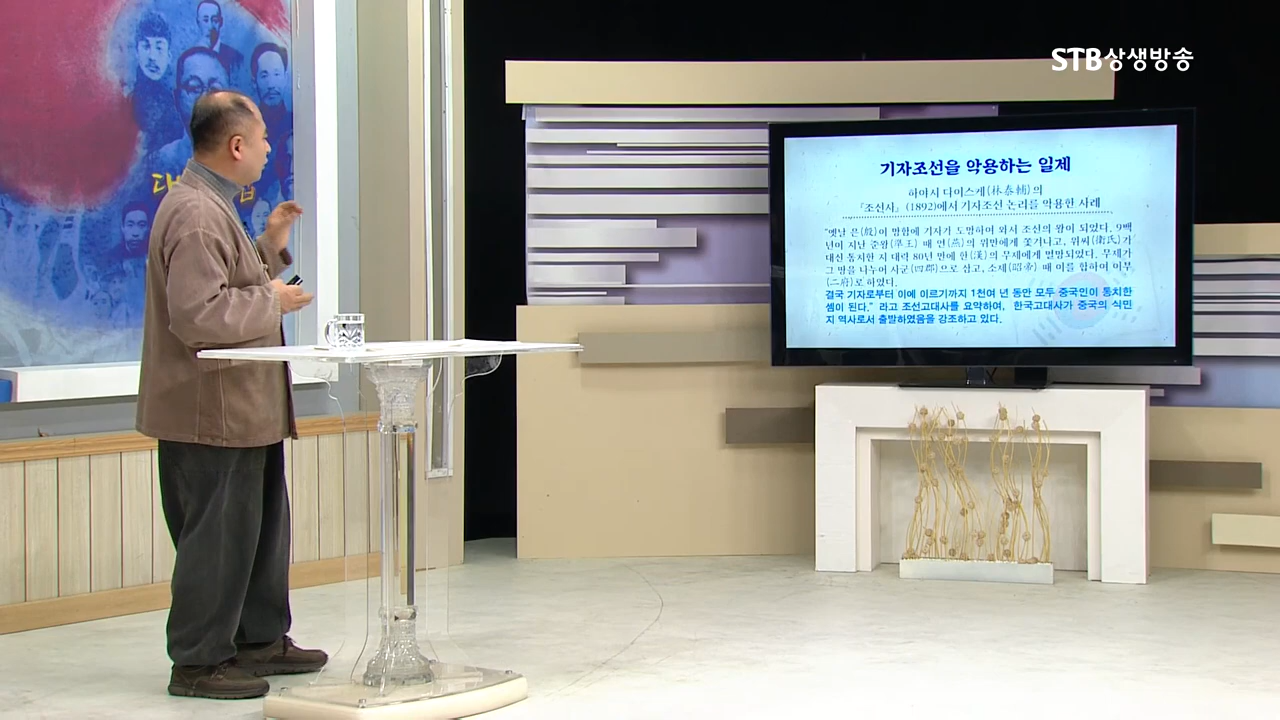 STB상생방송
기자조선을 악용하는 일제
하야시 다이스케(林泰輔)의
『조선사』(1892)에서 기자조선 논리를 악용한 사례
"옛날 은(殷)이 망함에 기자가 도망하여 와서 조선의 왕이 되었다. 9백
년이 지난 준왕(準王) 때 연(燕)의 위만에게 쫓기나고, 위씨(衛氏)가
대신 통치한 지 대략 80년 만에 한(漢)의 무제에게 멸망되었다. 무제가
그 땅을 나누어 사군(四郡)으로 삼고, 소제(昭帝) 때 이를 합하여 이부
(二府)로 하였다.
결국 기자로부터 이에 이르기까지 1천여 년 동안 모두 중국인이 통치한
셈이 된다." 라고 조선고대사를 요약하여, 한국고대사가 중국의 식민
지 역사로서 출발하였음을 강조하고 있다.